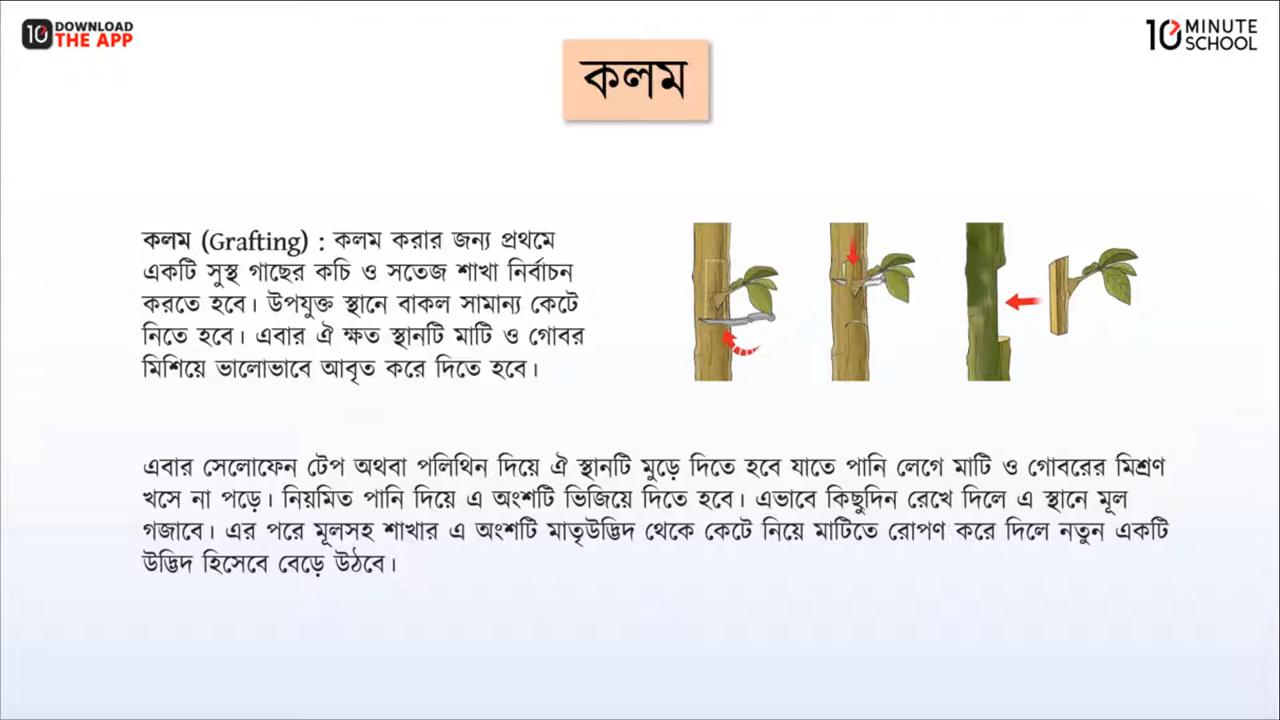 10 DOWNLOAD THE APP
10 MINUTE SCHOOL
কলম
কলম (Grafting) : কলম করার জন্য প্রথমে
একটি সুস্থ গাছের কচি ও সতেজ শাখা নির্বাচন
করতে হবে। উপযুক্ত স্থানে বাকল সামান্য কেটে
নিতে হবে। এবার ঐ ক্ষত স্থানটি মাটি ও গোবর
মিশিয়ে ভালোভাবে আবৃত করে দিতে হবে।
এবার সেলোফেন টেপ অথবা পলিথিন দিয়ে ঐ স্থানটি মুড়ে দিতে হবে যাতে পানি লেগে মাটি ও গোবরের মিশ্রণ
খসে না পড়ে। নিয়মিত পানি দিয়ে এ অংশটি ভিজিয়ে দিতে হবে। এভাবে কিছুদিন রেখে দিলে এ স্থানে মূল
গজাবে। এর পরে মূলসহ শাখার এ অংশটি মাতৃউদ্ভিদ থেকে কেটে নিয়ে মাটিতে রোপণ করে দিলে নতুন একটি
উদ্ভিদ হিসেবে বেড়ে উঠবে।